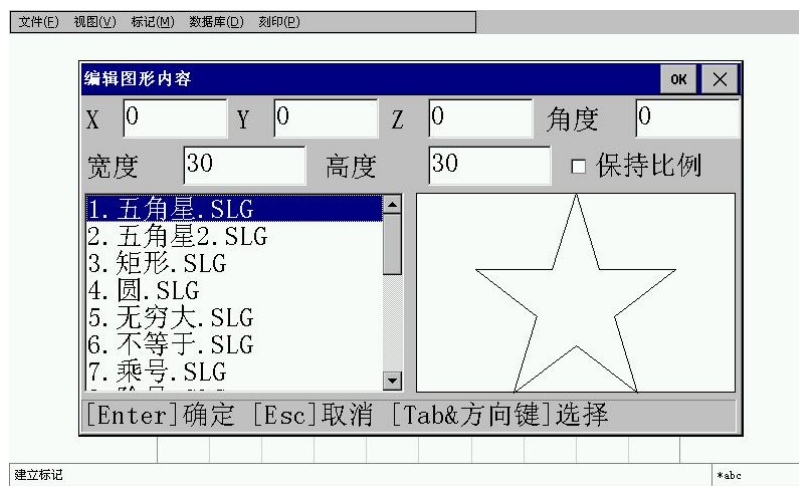 文件(F) 视图(V) 标记(M) 数据库(D) 刻印(P)
编辑图形内容 OK
X 0 Y 0 Z 0 角度 0
宽度 30 高度 30 保持比例
1.五角星.SLG
2.五角星2.SLG
3.矩形.SLG
4.圆.SLG
5.无穷大.SLG
6.不等于.SLG
7.乘号.SLG
[Enter]确定 [Esc]取消 [Tab&方向键]选择
建立标记 *abc